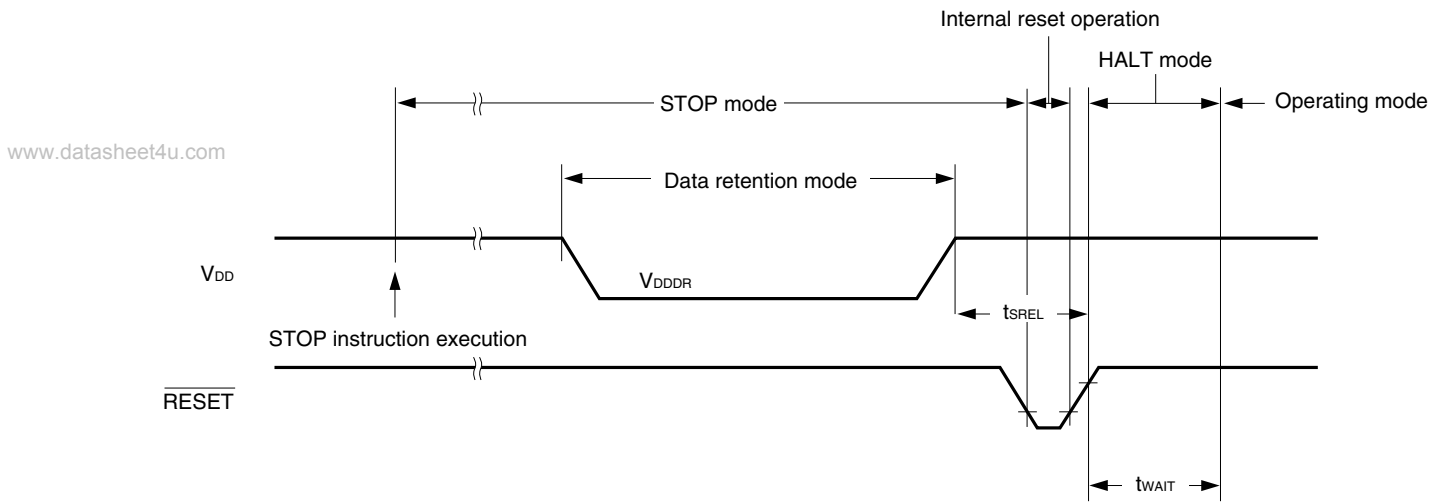 Internal reset operation
HALT mode
STOP mode
Operating mode
www.datasheet4u.com
Data retention mode
VDD
VDDDR
tSREL
STOP instruction execution
RESET
tWAIT